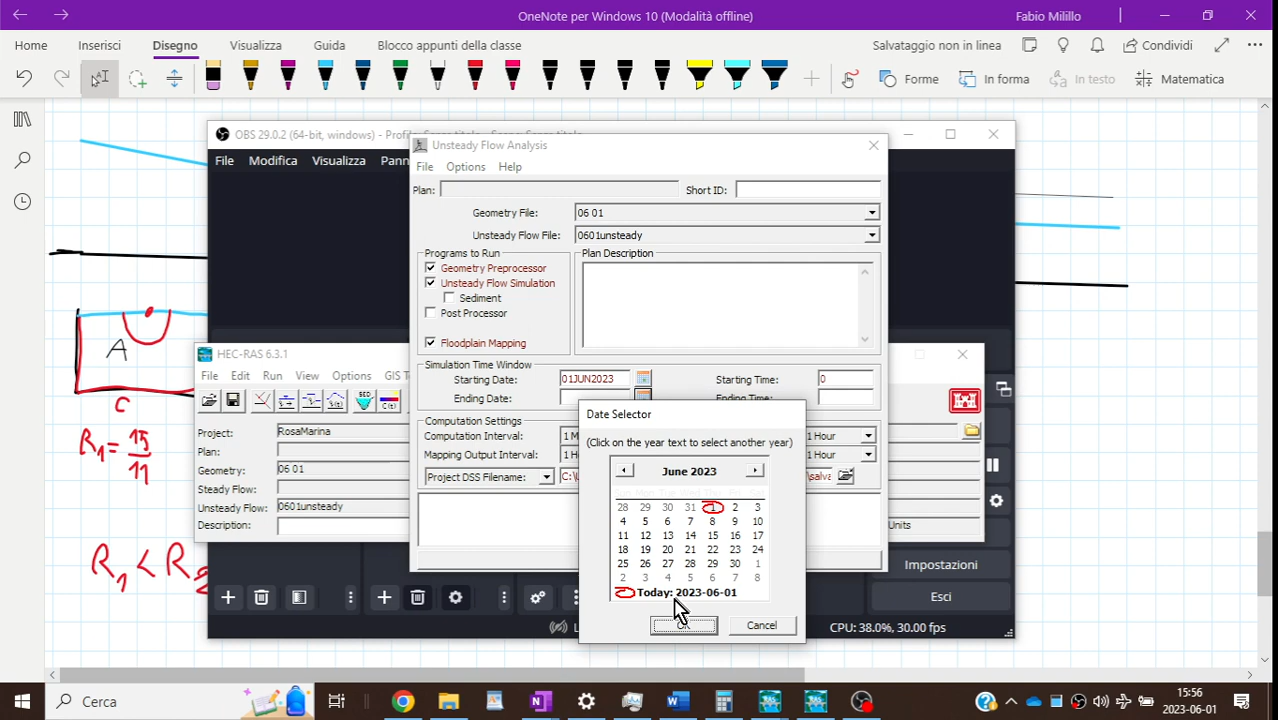 OneNote per Windows 10 (Modalità offline)
Fabio Milillo
Home Inserisci Disegno Visualizza Guida Blocco appunti della classe
Salvataggio non in linea
Condividi
Forme In forma In testo Matematica
OBS 29.0.2 (64-bit, windows)
File Modifica Visualizza
Unsteady Flow Analysis
File Options Help
Plan:
Short ID:
Geometry File: 06 01
Unsteady Flow File: 0601unsteady
Programs to Run
Plan Description
Geometry Preprocessor
Unsteady Flow Simulation
Sediment
Post Processor
Floodplain Mapping
Simulation Time Window
Starting Date: 01JUN2023
Starting Time: 0
Ending Date:
Ending Time:
Computation Settings
Computation Interval: 1 M
1 Hour
Mapping Output Interval: 1 H
1 Hour
Project DSS Filename: C:\
\salva
HEC-RAS 6.3.1
File Edit Run View Options GIS T
Project: RosaMarina
Plan:
Geometry: 06 01
Steady Flow:
Unsteady Flow: 0601unsteady
Description:
Units
Date Selector
(Click on the year text to select another year)
June 2023
28 29 30 31 1 2 3
4 5 6 7 8 9 10
11 12 13 14 15 16 17
18 19 20 21 22 23 24
25 26 27 28 29 30 1
2 3 4 5 6 7 8
Today: 2023-06-01
Cancel
Impostazioni
Esci
CPU: 38.0%, 30.00 fps
A
C
R1 = 15/11
R1 < R2
Cerca
15:56
2023-06-01